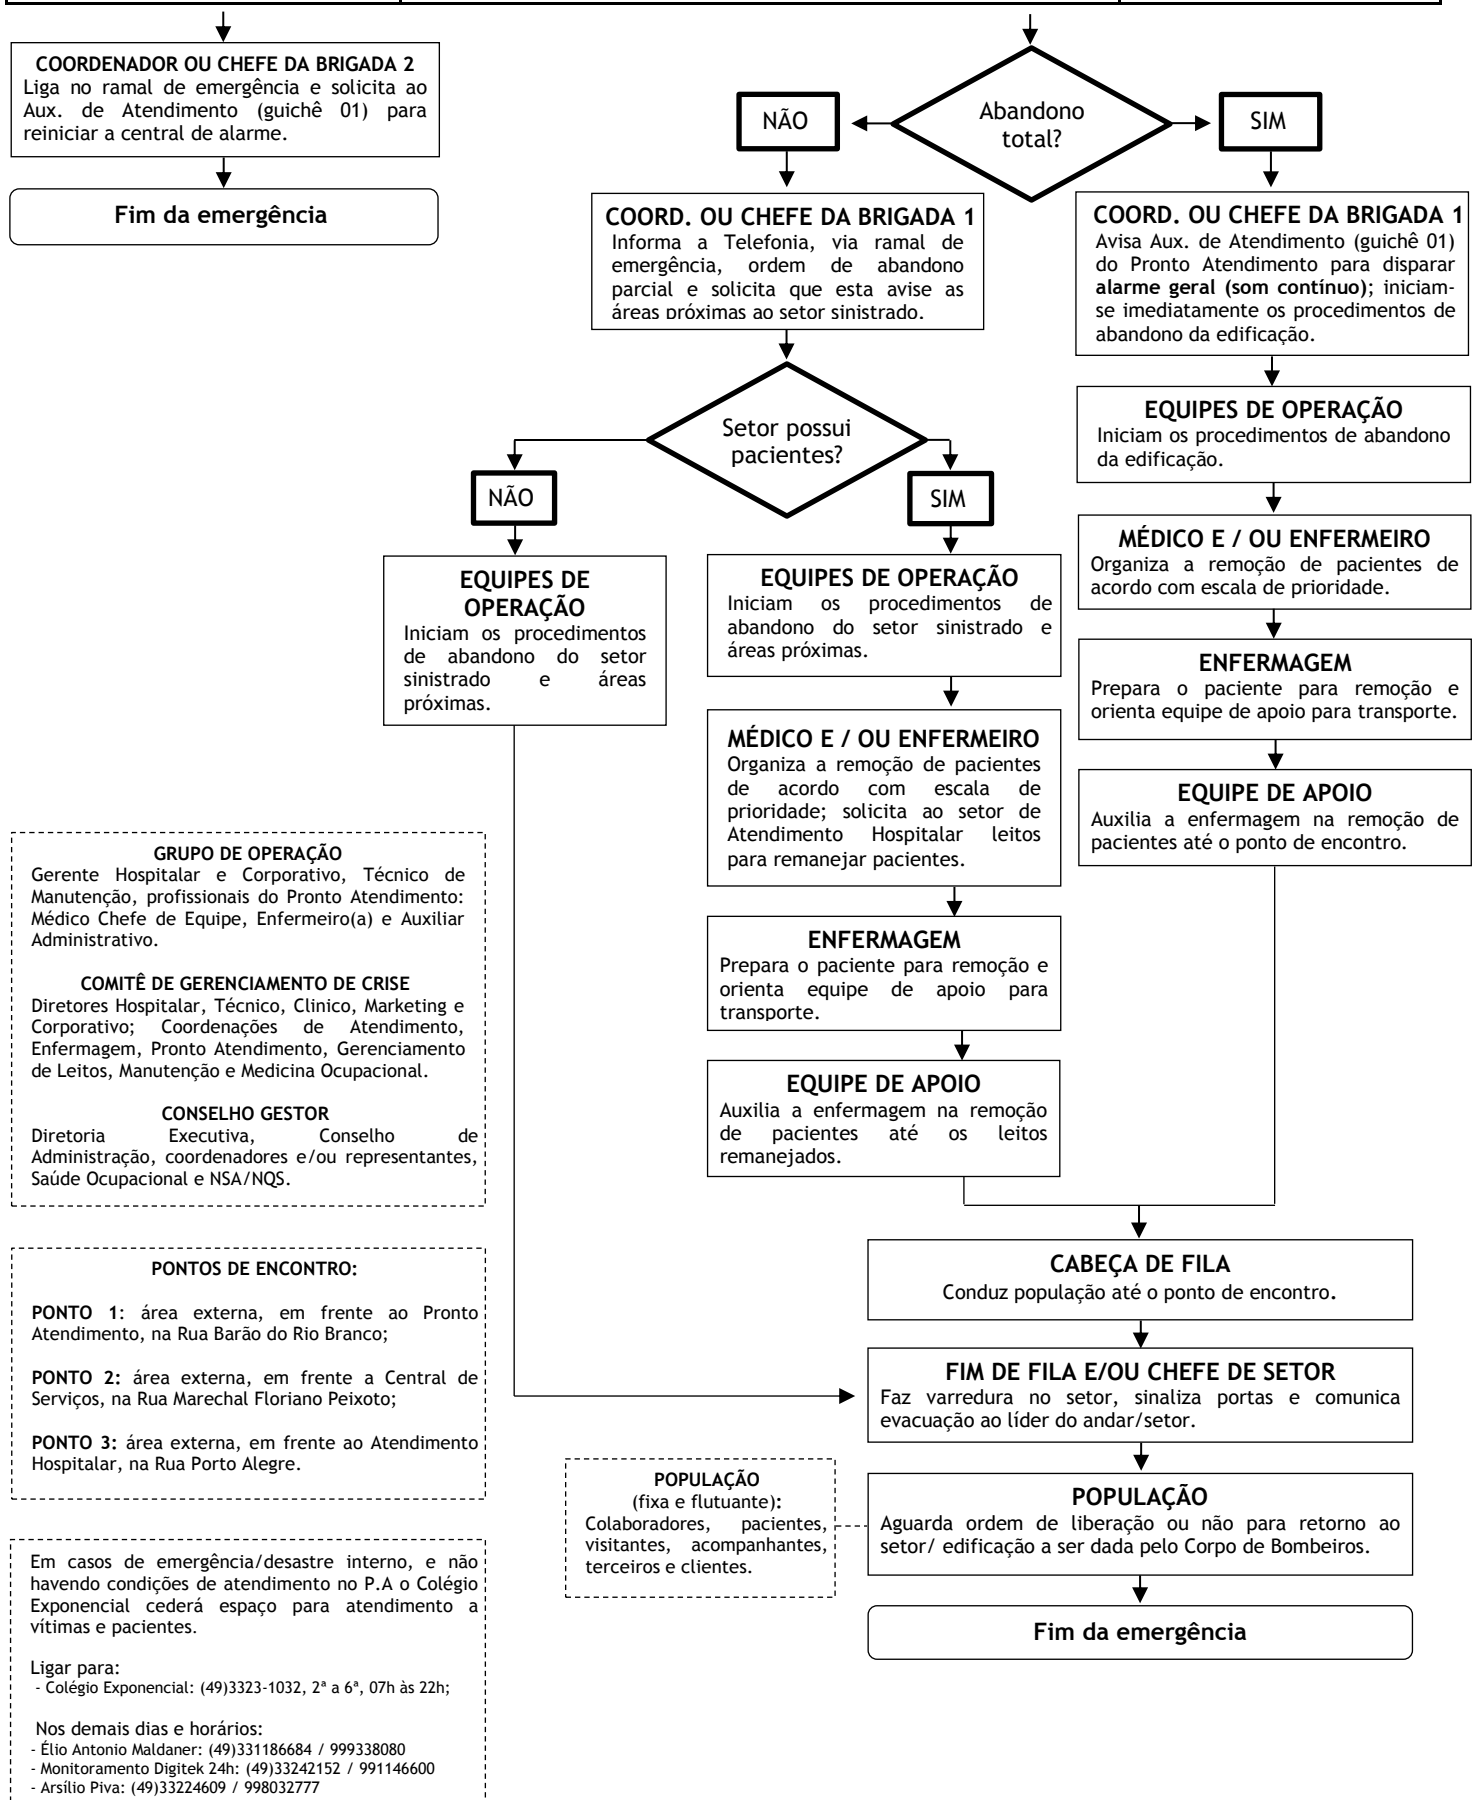 COORDENADOR OU CHEFE DA BRIGADA 2
Liga no ramal de emergência e solicita ao
Aux. de Atendimento (guichê 01) para
reiniciar a central de alarme.
Fim da emergência
Abandono
total?
NÃO
SIM
COORD. OU CHEFE DA BRIGADA 1
Informa a Telefonia, via ramal de
emergência, ordem de abandono
parcial e solicita que esta avise as
áreas próximas ao setor sinistrado.
COORD. OU CHEFE DA BRIGADA 1
Avisa Aux. de Atendimento (guichê 01)
do Pronto Atendimento para disparar
alarme geral (som contínuo); iniciam-
se imediatamente os procedimentos de
abandono da edificação.
Setor possui
pacientes?
NÃO
SIM
EQUIPES DE OPERAÇÃO
Iniciam os procedimentos de abandono
da edificação.
MÉDICO E / OU ENFERMEIRO
Organiza a remoção de pacientes de
acordo com escala de prioridade.
ENFERMAGEM
Prepara o paciente para remoção e
orienta equipe de apoio para transporte.
EQUIPE DE APOIO
Auxilia a enfermagem na remoção de
pacientes até o ponto de encontro.
EQUIPES DE
OPERAÇÃO
Iniciam os procedimentos
de abandono do setor
sinistrado e áreas
próximas.
EQUIPES DE OPERAÇÃO
Iniciam os procedimentos de
abandono do setor sinistrado e
áreas próximas.
MÉDICO E / OU ENFERMEIRO
Organiza a remoção de pacientes
de acordo com escala de
prioridade; solicita ao setor de
Atendimento Hospitalar leitos
para remanejar pacientes.
ENFERMAGEM
Prepara o paciente para remoção e
orienta equipe de apoio para
transporte.
EQUIPE DE APOIO
Auxilia a enfermagem na remoção
de pacientes até os leitos
remanejados.
GRUPO DE OPERAÇÃO
Gerente Hospitalar e Corporativo, Técnico de
Manutenção, profissionais do Pronto Atendimento:
Médico Chefe de Equipe, Enfermeiro(a) e Auxiliar
Administrativo.
COMITÊ DE GERENCIAMENTO DE CRISE
Diretores Hospitalar, Técnico, Clinico, Marketing e
Corporativo; Coordenações de Atendimento,
Enfermagem, Pronto Atendimento, Gerenciamento
de Leitos, Manutenção e Medicina Ocupacional.
CONSELHO GESTOR
Diretoria Executiva, Conselho de
Administração, coordenadores e/ou representantes,
Saúde Ocupacional e NSA/NQS.
PONTOS DE ENCONTRO:
PONTO 1: área externa, em frente ao Pronto
Atendimento, na Rua Barão do Rio Branco;
PONTO 2: área externa, em frente a Central de
Serviços, na Rua Marechal Floriano Peixoto;
PONTO 3: área externa, em frente ao Atendimento
Hospitalar, na Rua Porto Alegre.
CABEÇA DE FILA
Conduz população até o ponto de encontro.
FIM DE FILA E/OU CHEFE DE SETOR
Faz varredura no setor, sinaliza portas e comunica
evacuação ao líder do andar/setor.
POPULAÇÃO
(fixa e flutuante):
Colaboradores, pacientes,
visitantes, acompanhantes,
terceiros e clientes.
POPULAÇÃO
Aguarda ordem de liberação ou não para retorno ao
setor/ edificação a ser dada pelo Corpo de Bombeiros.
Fim da emergência
Em casos de emergência/desastre interno, e não
havendo condições de atendimento no P.A o Colégio
Exponencial cederá espaço para atendimento a
vítimas e pacientes.
Ligar para:
- Colégio Exponencial: (49)3323-1032, 2ª a 6ª, 07h às 22h;
Nos demais dias e horários:
- Élio Antonio Maldaner: (49)331186684 / 999338080
- Monitoramento Digitek 24h: (49)33242152 / 991146600
- Arsílio Piva: (49)33224609 / 998032777